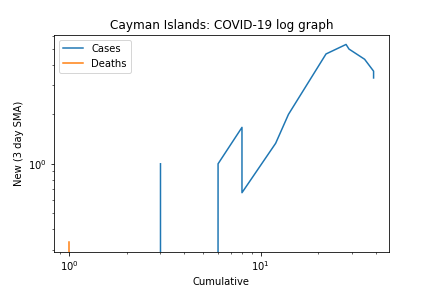 Cayman Islands: COVID-19 log graph
Cases
Deaths
New (3 day SMA)
10⁰
10⁰
10¹
Cumulative